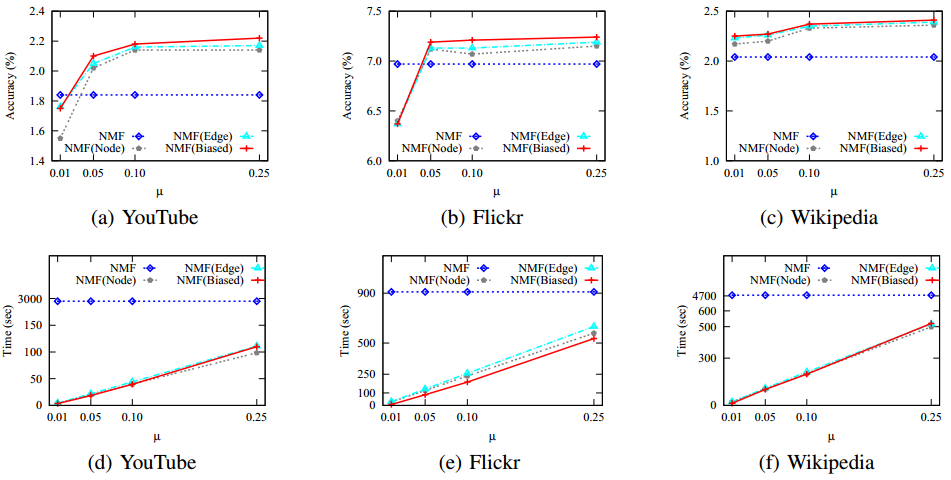 2.4
2.2
2.0
1.8
1.6
1.4
Accuracy (%)
NMF
NMF(Edge)
NMF(Node)
NMF(Biased)
0.01 0.05 0.10 0.25
μ
(a) YouTube
7.5
7.0
6.5
6.0
Accuracy (%)
NMF
NMF(Edge)
NMF(Node)
NMF(Biased)
0.01 0.05 0.10 0.25
μ
(b) Flickr
2.5
2.0
1.5
1.0
Accuracy (%)
NMF
NMF(Edge)
NMF(Node)
NMF(Biased)
0.01 0.05 0.10 0.25
μ
(c) Wikipedia
NMF
NMF(Edge)
NMF(Node)
NMF(Biased)
3000
150
100
50
0
Time (sec)
0.01 0.05 0.10 0.25
μ
(d) YouTube
NMF
NMF(Edge)
NMF(Node)
NMF(Biased)
900
500
250
100
0
Time (sec)
0.01 0.05 0.10 0.25
μ
(e) Flickr
NMF
NMF(Edge)
NMF(Node)
NMF(Biased)
4700
600
500
300
0
Time (sec)
0.01 0.05 0.10 0.25
μ
(f) Wikipedia